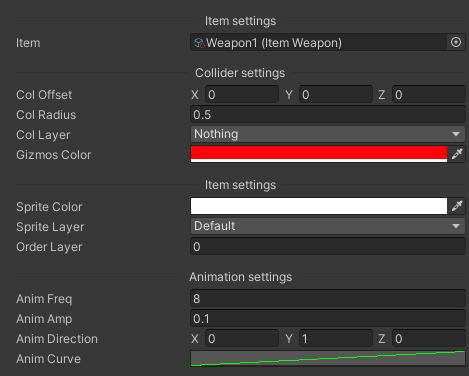 Item settings
Item Weapon1 (Item Weapon)
Collider settings
Col Offset X 0 Y 0 Z 0
Col Radius 0.5
Col Layer Nothing
Gizmos Color
Item settings
Sprite Color
Sprite Layer Default
Order Layer 0
Animation settings
Anim Freq 8
Anim Amp 0.1
Anim Direction X 0 Y 1 Z 0
Anim Curve